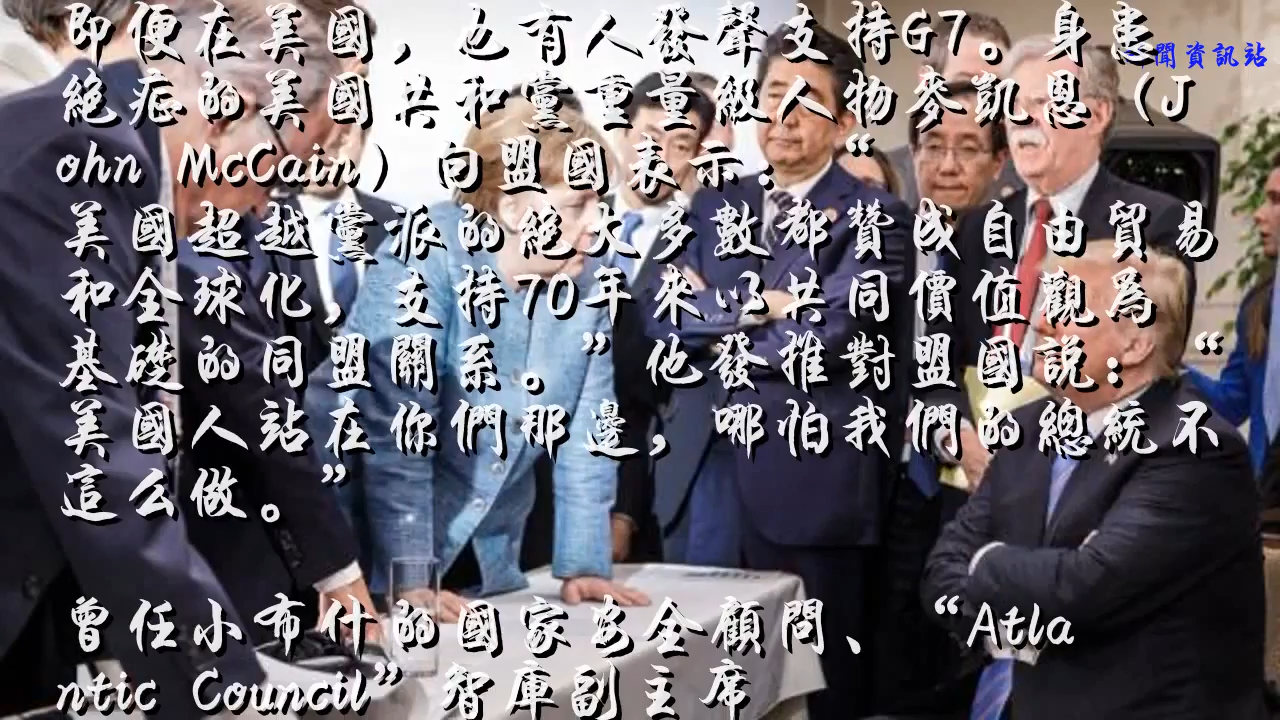 即便在美國，也有人發聲支持G7。身患
聞資訊站
絕症的美國共和黨重量級人物麥凱恩（J
ohn McCain）向盟國表示：“
美國超越黨派的絕大多數都贊成自由貿易
和全球化，支持70年來以共同價值觀為
基礎的同盟關系。”他發推對盟國説：“
美國人站在你們那邊，哪怕我們的總統不
這么做。”
曾任小布什的國家安全顧問、“Atla
ntic Council”智庫副主席